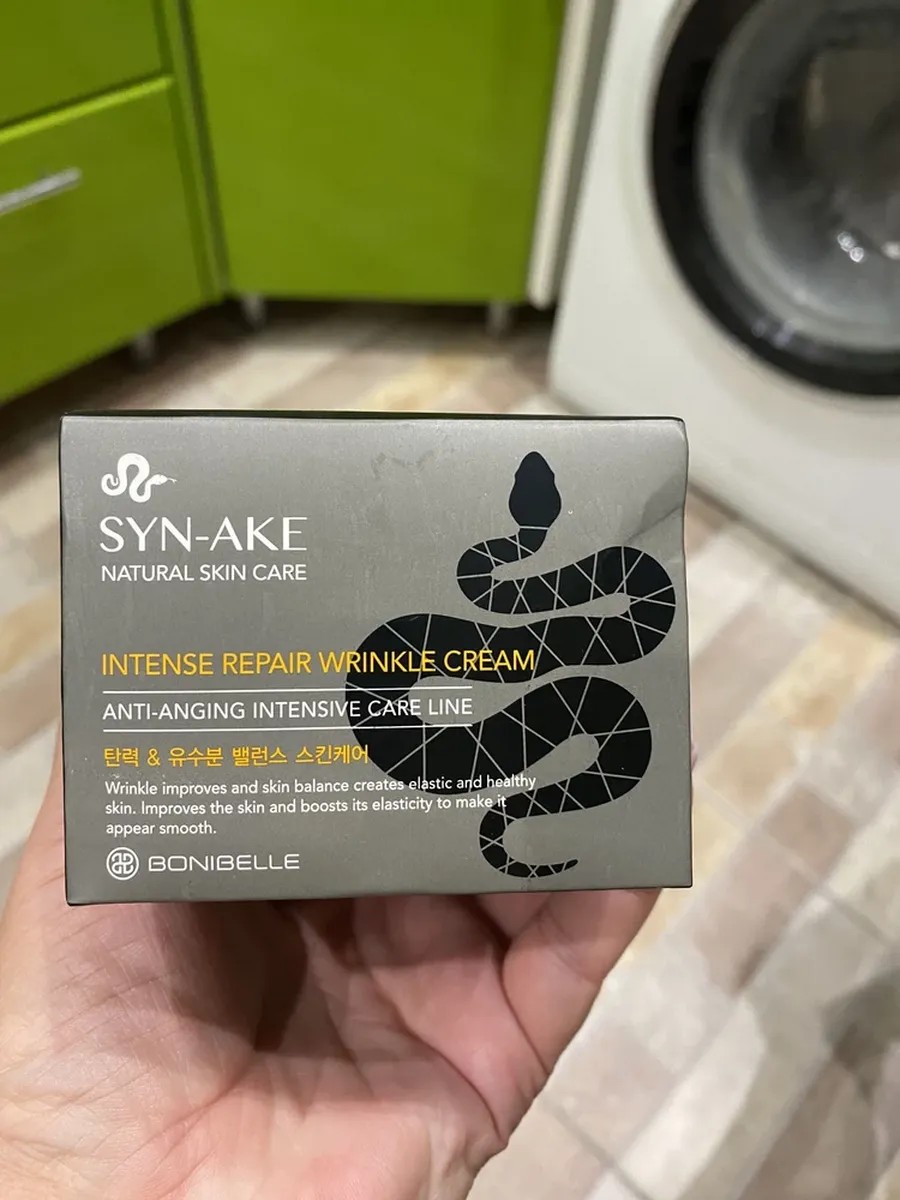 SYN-AKE
NATURAL SKIN CARE
INTENSE REPAIR WRINKLE CREAM
ANTI-ANGING INTENSIVE CARE LINE
탄력 & 유수분 밸런스 스킨케어
Wrinkle improves and skin balance creates elastic and healthy
skin. Improves the skin and boosts its elasticity to make it
appear smooth.
BONIBELLE